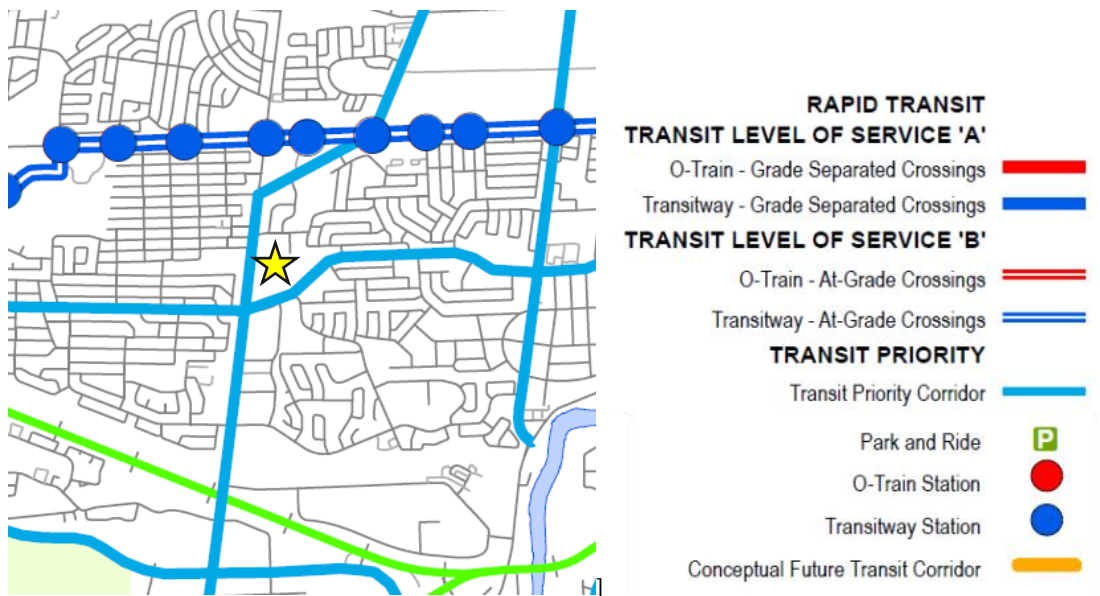 RAPID TRANSIT
TRANSIT LEVEL OF SERVICE 'A'
O-Train - Grade Separated Crossings
Transitway - Grade Separated Crossings
TRANSIT LEVEL OF SERVICE 'B'
O-Train - At-Grade Crossings
Transitway - At-Grade Crossings
TRANSIT PRIORITY
Transit Priority Corridor
Park and Ride P
O-Train Station
Transitway Station
Conceptual Future Transit Corridor